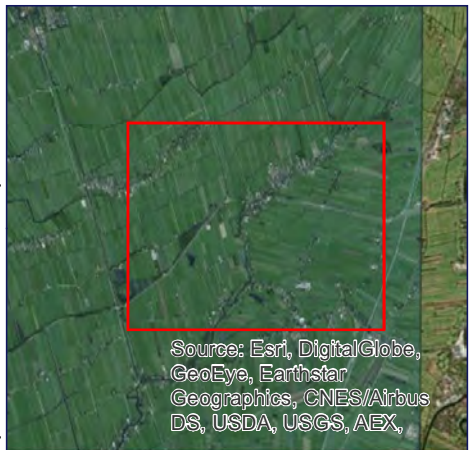 Source: Esri, DigitalGlobe,
GeoEye, Earthstar
Geographics, CNES/Airbus
DS, USDA, USGS, AEX,